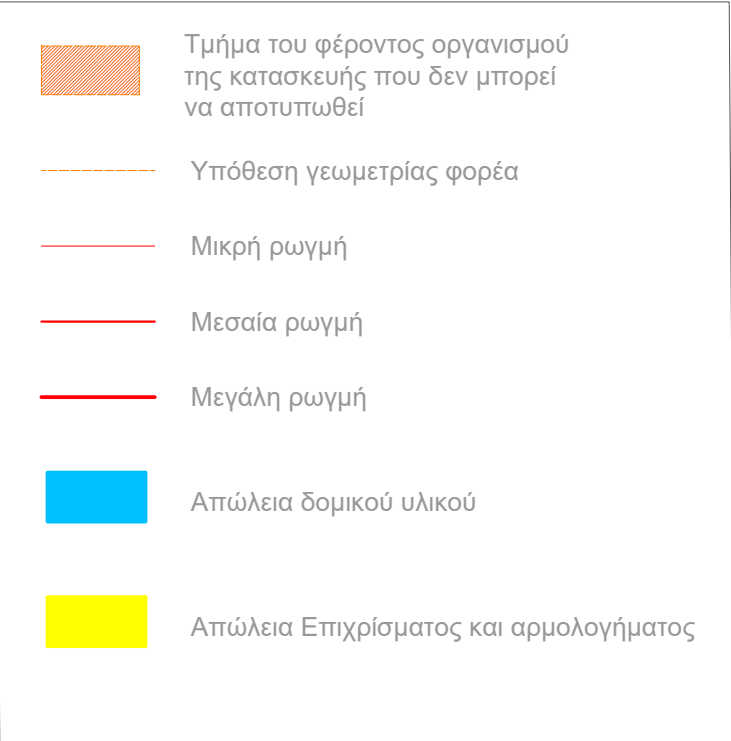 Τμήμα του φέροντος οργανισμού
της κατασκευής που δεν μπορεί
να αποτυπωθεί
Υπόθεση γεωμετρίας φορέα
Μικρή ρωγμή
Μεσαία ρωγμή
Μεγάλη ρωγμή
Απώλεια δομικού υλικού
Απώλεια Επιχρίσματος και αρμολογήματος